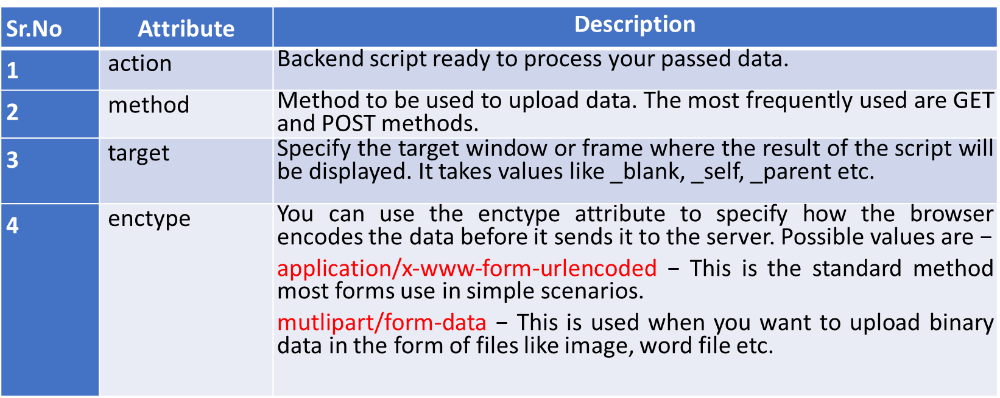 Sr.No Attribute Description
1 action Backend script ready to process your passed data.
2 method Method to be used to upload data. The most frequently used are GET
and POST methods.
3 target Specify the target window or frame where the result of the script will
be displayed. It takes values like _blank, _self, _parent etc.
4 enctype You can use the enctype attribute to specify how the browser
encodes the data before it sends it to the server. Possible values are −
application/x-www-form-urlencoded − This is the standard method
most forms use in simple scenarios.
mutlipart/form-data − This is used when you want to upload binary
data in the form of files like image, word file etc.